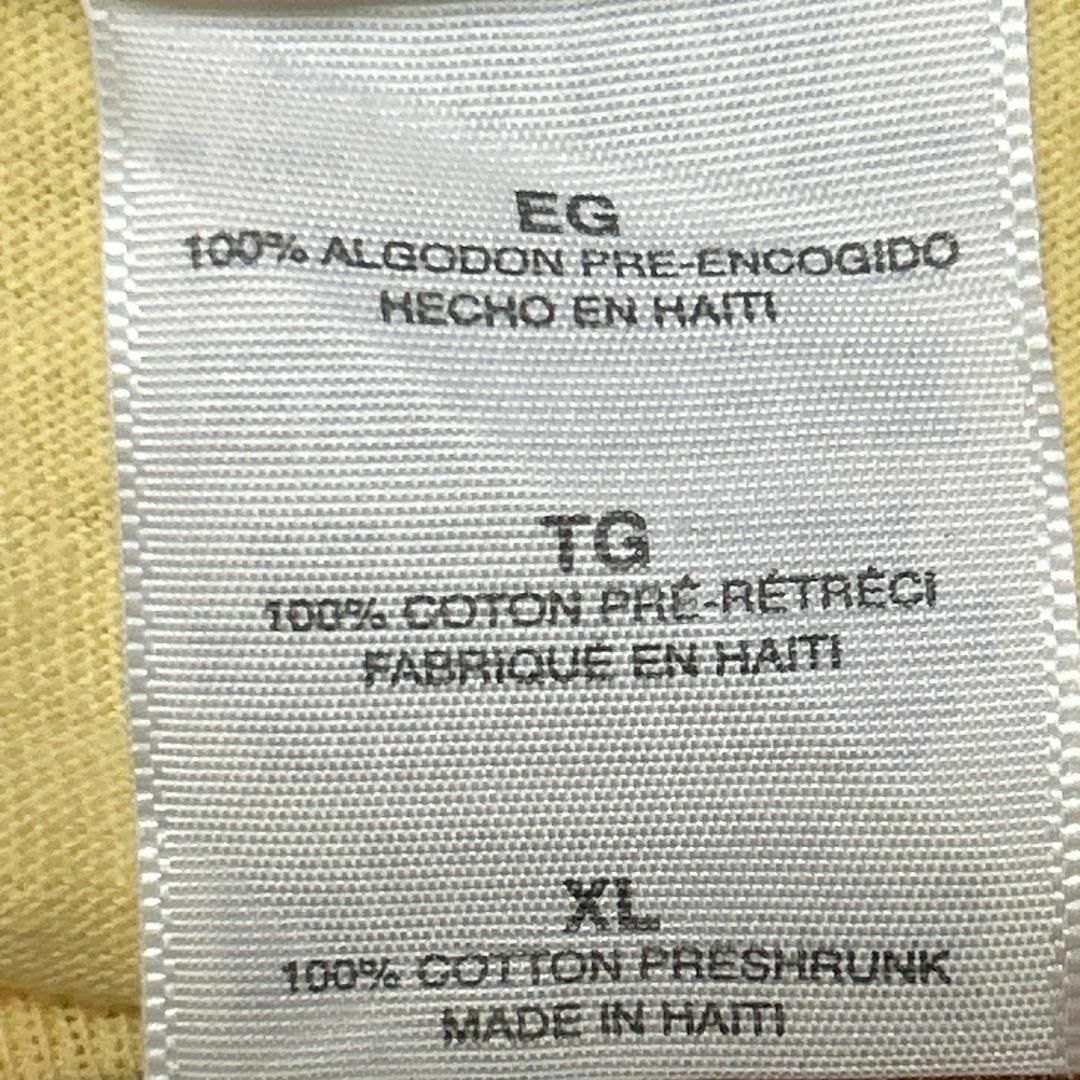 EG
100% ALGODON PRE-ENCOGIDO
HECHO EN HAITI
TG
100% COTON PRÉ-RÉTRÉCI
FABRIQUÉ EN HAITI
XL
100% COTTON PRESHRUNK
MADE IN HAITI